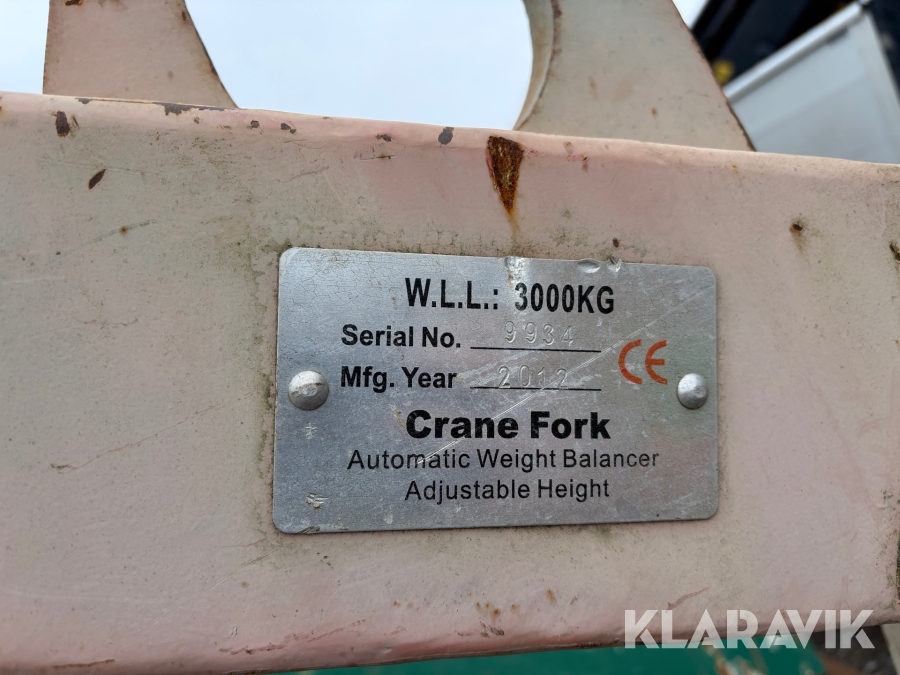 W.L.L.: 3000KG
Serial No. 9934
Mfg. Year 2012
CE
Crane Fork
Automatic Weight Balancer
Adjustable Height
KLARAVIK